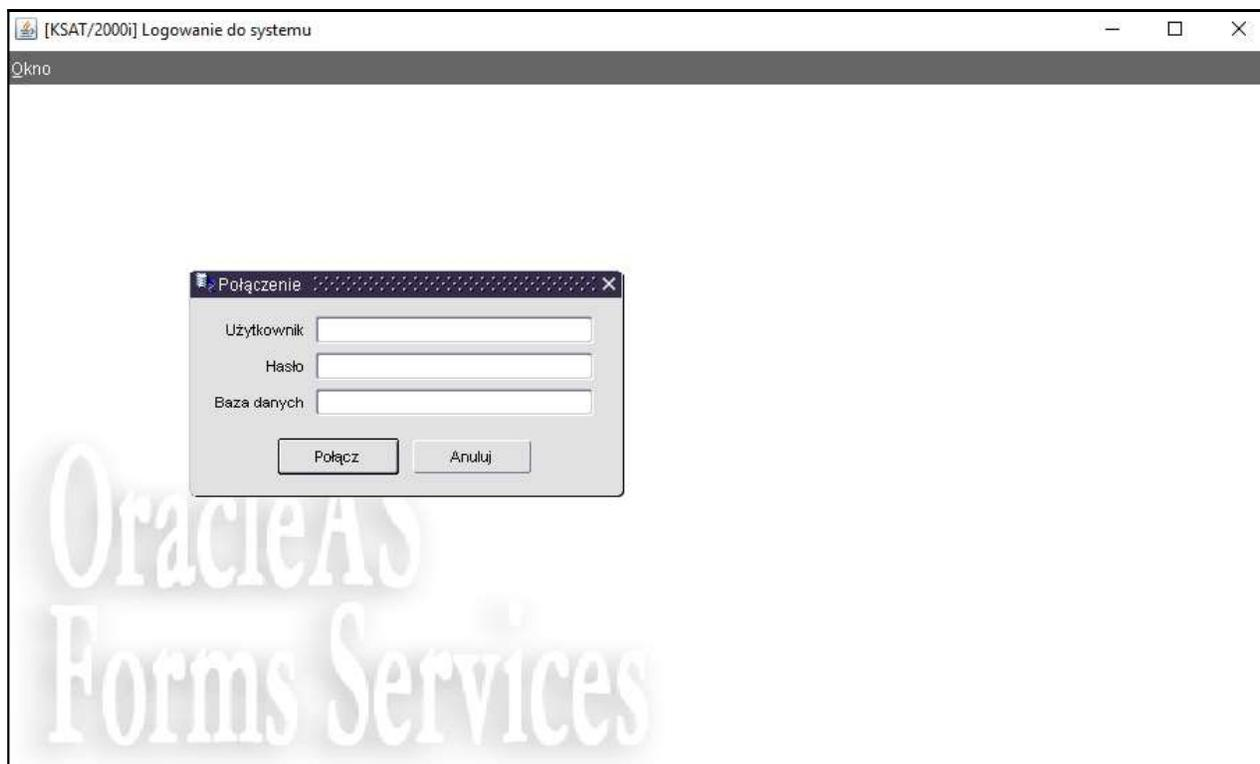 [KSAT/2000i] Logowanie do systemu
Okno
Połączenie
Użytkownik
Hasło
Baza danych
Połącz Anuluj
OracleAS
Forms Services